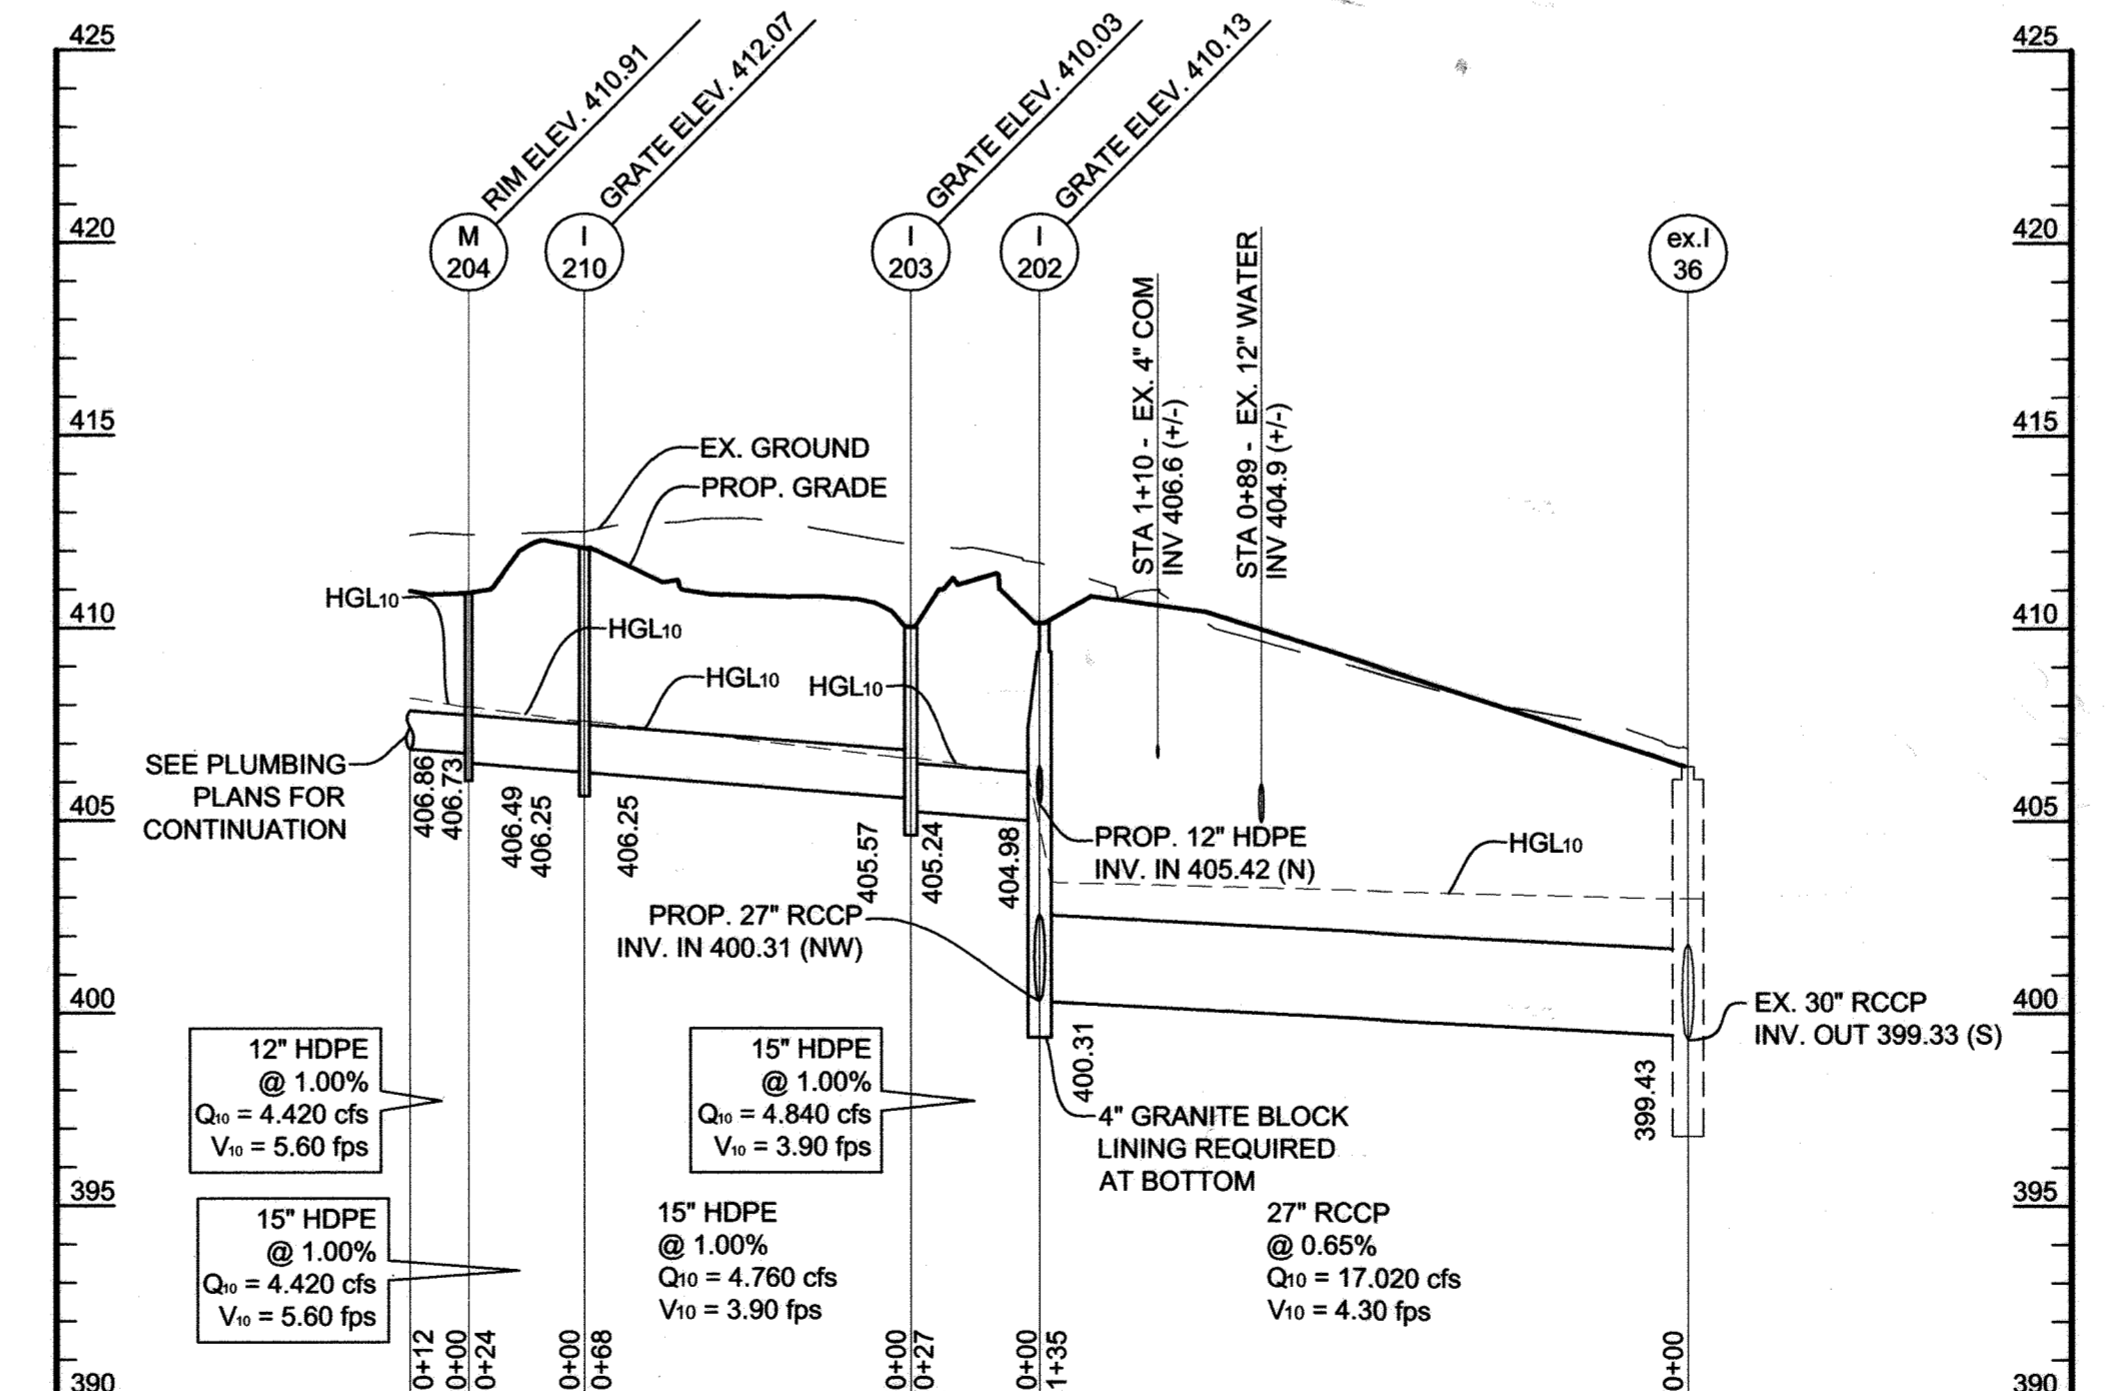 425
425
RIM ELEV. 410.91
GRATE ELEV. 412.07
GRATE ELEV. 410.03
GRATE ELEV. 410.13
420
M
204
I
210
I
203
I
202
ex.I
36
420
STA 1+10 - EX. 4" COM
INV 406.6 (+/-)
STA 0+89 - EX. 12" WATER
INV 404.9 (+/-)
415
415
EX. GROUND
PROP. GRADE
HGL10
410
HGL10
410
HGL10
HGL10
SEE PLUMBING
PLANS FOR
CONTINUATION
406.86
406.73
406.49
406.25
406.25
405.57
405.24
404.98
405
405
PROP. 12" HDPE
INV. IN 405.42 (N)
HGL10
PROP. 27" RCCP
INV. IN 400.31 (NW)
400
400
EX. 30" RCCP
INV. OUT 399.33 (S)
400.31
399.43
12" HDPE
@ 1.00%
Q10 = 4.420 cfs
V10 = 5.60 fps
15" HDPE
@ 1.00%
Q10 = 4.840 cfs
V10 = 3.90 fps
4" GRANITE BLOCK
LINING REQUIRED
AT BOTTOM
395
395
15" HDPE
@ 1.00%
Q10 = 4.420 cfs
V10 = 5.60 fps
15" HDPE
@ 1.00%
Q10 = 4.760 cfs
V10 = 3.90 fps
27" RCCP
@ 0.65%
Q10 = 17.020 cfs
V10 = 4.30 fps
0+12
0+00
0+24
0+00
0+68
0+00
0+27
0+00
1+35
0+00
390
390